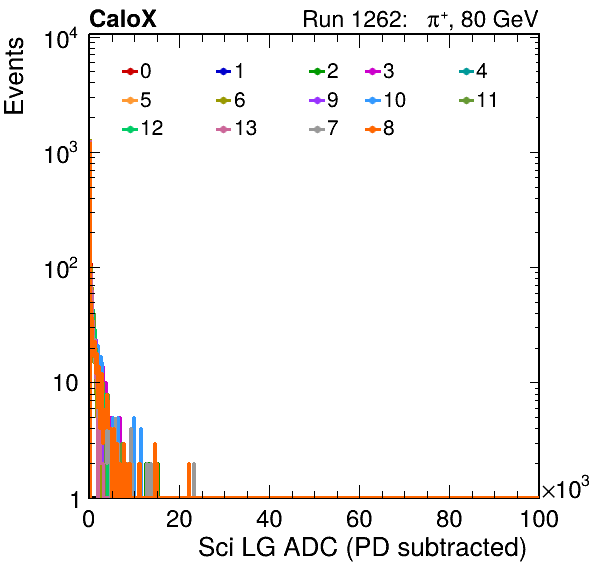 CaloX Run 1262: π⁺, 80 GeV
Events
10⁴
10³
10²
10
1
0 1 2 3 4
5 6 9 10 11
12 13 7 8
0 20 40 60 80 100
×10³
Sci LG ADC (PD subtracted)